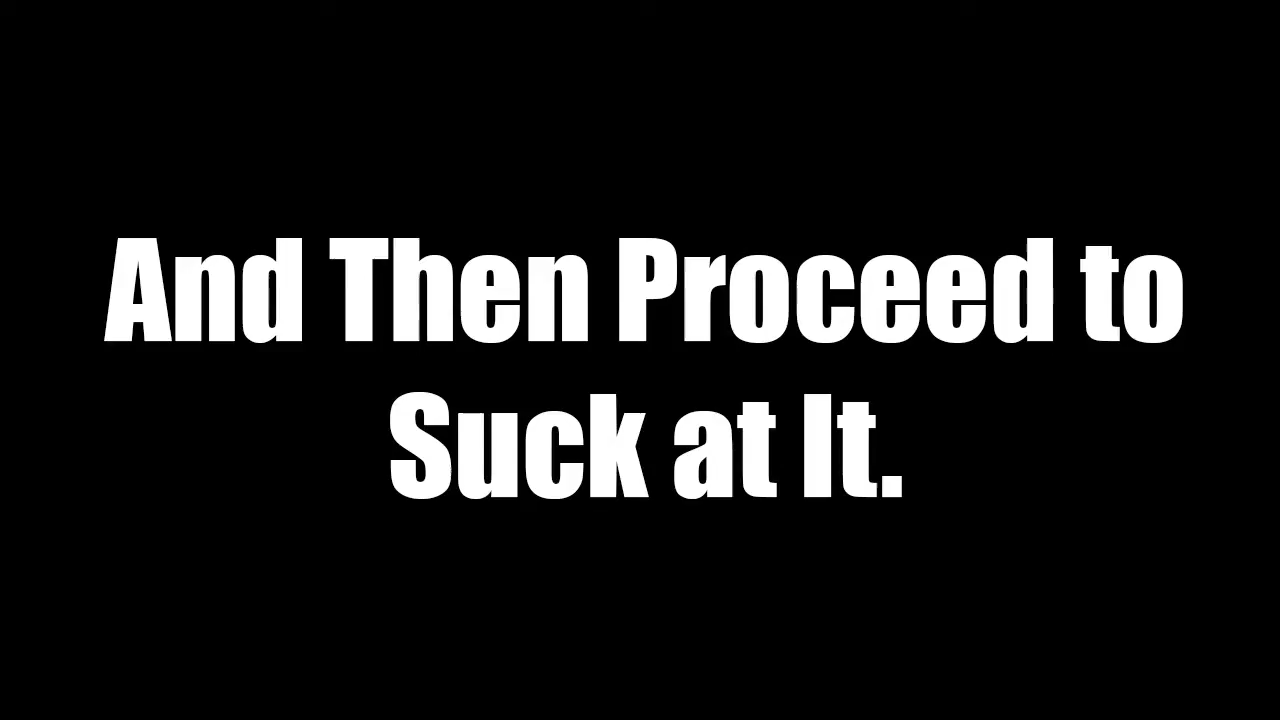 And Then Proceed to
Suck at It.